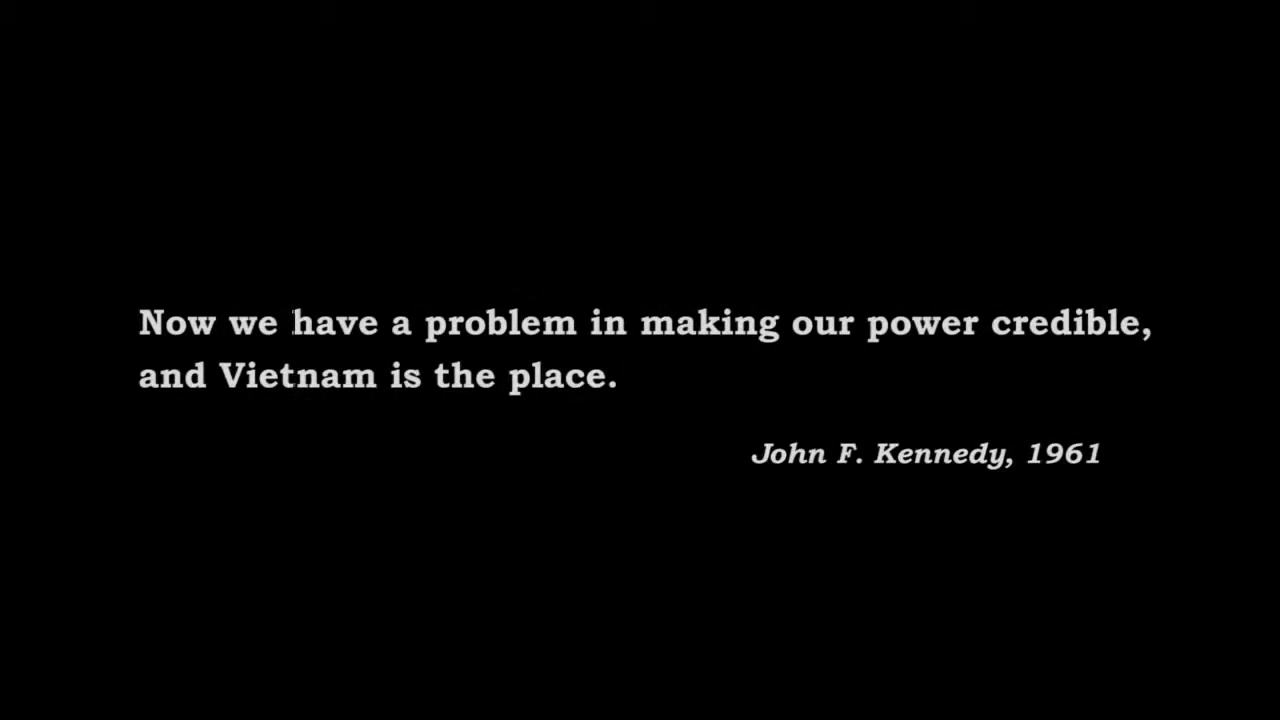 Now we have a problem in making our power credible,
and Vietnam is the place.
John F. Kennedy, 1961